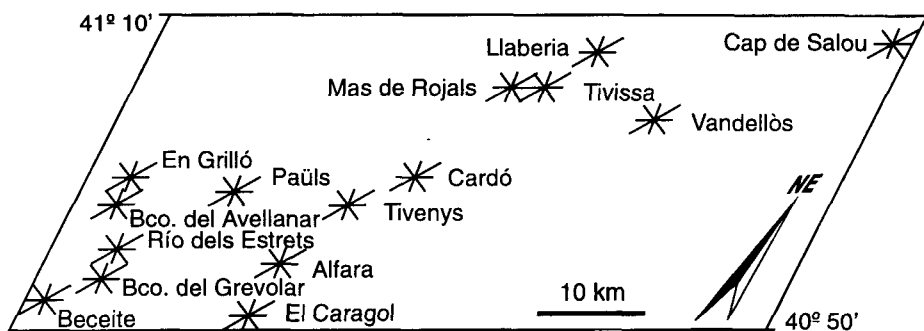 41º 10'
Llaberia
Cap de Salou
Mas de Rojals
Tivissa
Vandellòs
En Grilló
Paüls
Cardó
NE
Bco. del Avellanar
Tivenys
Río dels Estrets
Alfara
Bco. del Grevolar
10 km
Beceite
El Caragol
40º 50'